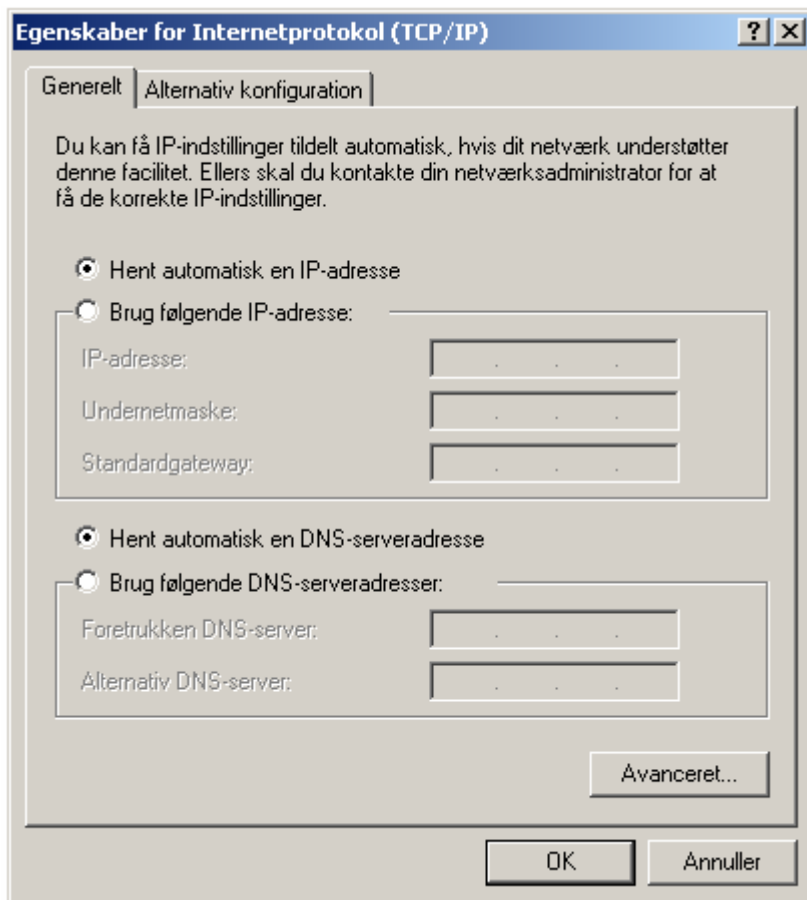 Egenskaber for Internetprotokol (TCP/IP)
Generelt
Alternativ konfiguration
Du kan få IP-indstillinger tildelt automatisk, hvis dit netværk understøtter
denne facilitet. Ellers skal du kontakte din netværksadministrator for at
få de korrekte IP-indstillinger.
Hent automatisk en IP-adresse
Brug følgende IP-adresse:
IP-adresse:
Undernetmaske:
Standardgateway:
Hent automatisk en DNS-serveradresse
Brug følgende DNS-serveradresser:
Foretrukken DNS-server:
Alternativ DNS-server:
Avanceret...
OK
Annuller